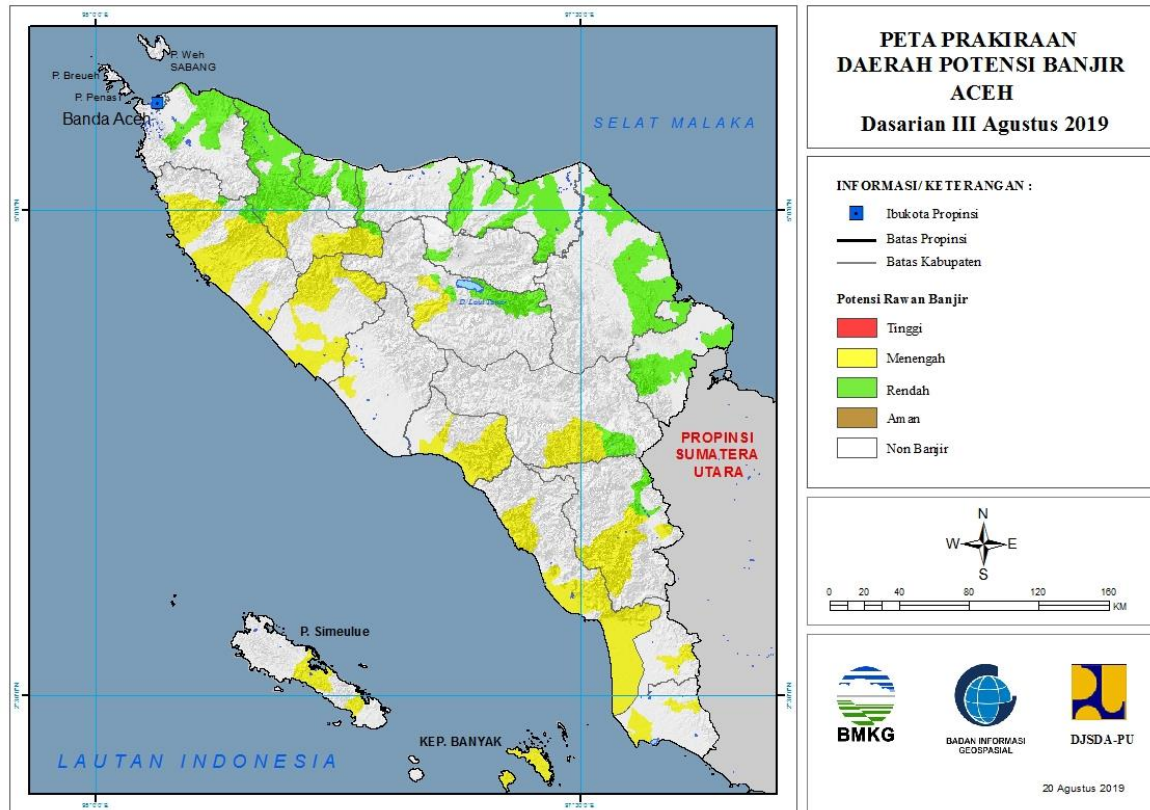 P. Weh
SABANG
P. Breueh
P. Penasi
Banda Aceh
SELAT MALAKA
D. Laut Tawar
PROPINSI
SUMATERA
UTARA
P. Simeulue
KEP. BANYAK
LAUTAN INDONESIA
PETA PRAKIRAAN
DAERAH POTENSI BANJIR
ACEH
Dasarian III Agustus 2019
INFORMASI/ KETERANGAN :
Ibukota Propinsi
Batas Propinsi
Batas Kabupaten
Potensi Rawan Banjir
Tinggi
Menengah
Rendah
Aman
Non Banjir
N
W E
S
0 20 40 80 120 160
KM
BMKG
BADAN INFORMASI
GEOSPASIAL
DJSDA-PU
20 Agustus 2019